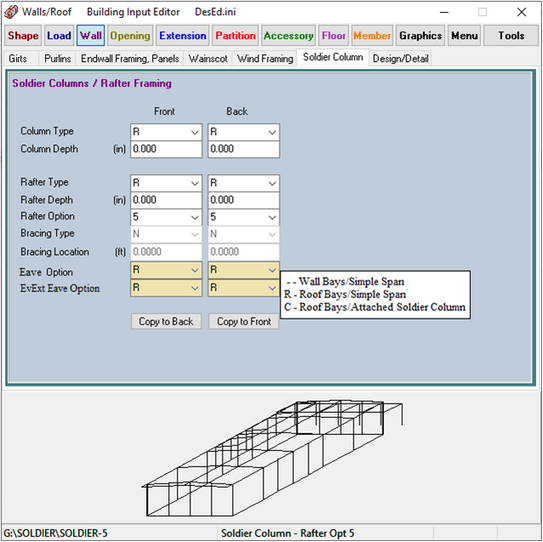 Walls/Roof Building Input Editor DesEd.ini
Shape Load Wall Opening Extension Partition Accessory Floor Member Graphics Menu Tools
Girts Purlins Endwall Framing, Panels Wainscot Wind Framing Soldier Column Design/Detail
Soldier Columns / Rafter Framing
Front Back
Column Type R R
Column Depth (in) 0.000 0.000
Rafter Type R R
Rafter Depth (in) 0.000 0.000
Rafter Option 5 5
Bracing Type N N
Bracing Location (ft) 0.0000 0.0000
Eave Option R R
EvExt Eave Option R R
- - Wall Bays/Simple Span
R - Roof Bays/Simple Span
C - Roof Bays/Attached Soldier Column
Copy to Back Copy to Front
G:\SOLDIER\SOLDIER-5 Soldier Column - Rafter Opt 5